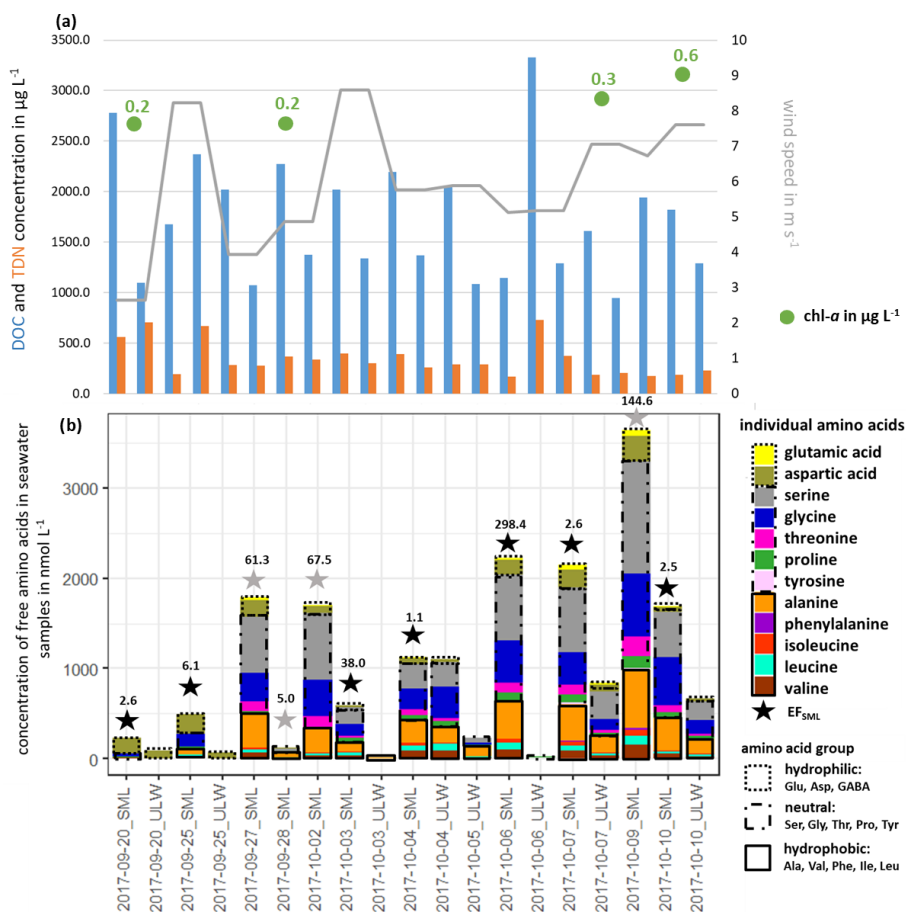 (a)
3500.0
3000.0
2500.0
2000.0
1500.0
1000.0
500.0
0.0
DOC and TDN concentration in µg L-1
0.2
0.2
0.3
0.6
10
9
8
7
6
5
4
3
2
1
0
wind speed in m s-1
chl-a in µg L-1
(b)
3000
2000
1000
0
concentration of free amino acids in seawater
samples in nmol L-1
2.6
6.1
61.3
5.0
67.5
38.0
1.1
298.4
2.6
144.6
2.5
2017-09-20_SML
2017-09-20_ULW
2017-09-25_SML
2017-09-25_ULW
2017-09-27_SML
2017-09-28_SML
2017-10-02_SML
2017-10-03_SML
2017-10-03_ULW
2017-10-04_SML
2017-10-04_ULW
2017-10-05_ULW
2017-10-06_SML
2017-10-06_ULW
2017-10-07_SML
2017-10-07_ULW
2017-10-09_SML
2017-10-10_SML
2017-10-10_ULW
individual amino acids
glutamic acid
aspartic acid
serine
glycine
threonine
proline
tyrosine
alanine
phenylalanine
isoleucine
leucine
valine
EFSML
amino acid group
hydrophilic:
Glu, Asp, GABA
neutral:
Ser, Gly, Thr, Pro, Tyr
hydrophobic:
Ala, Val, Phe, Ile, Leu